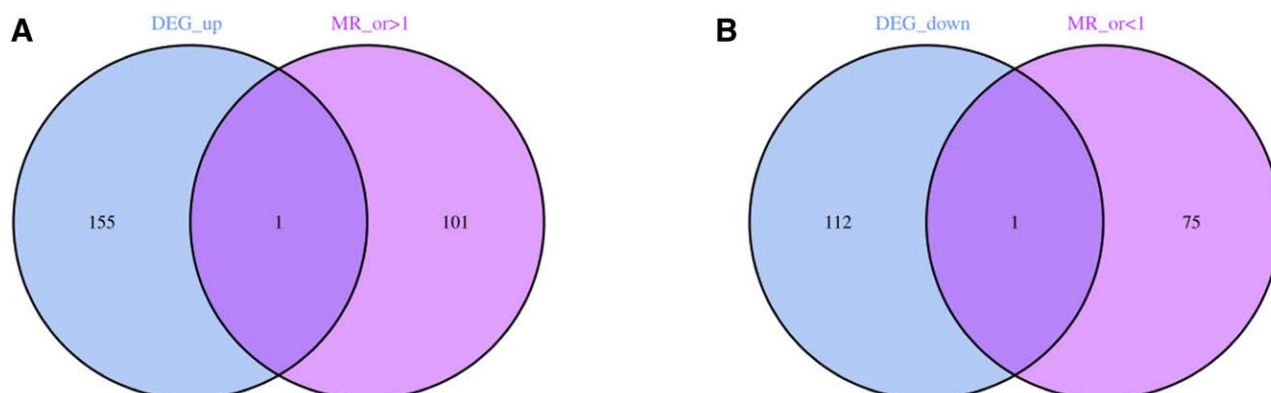 A
DEG_up MR_or>1
155 1 101
B
DEG_down MR_or<1
112 1 75